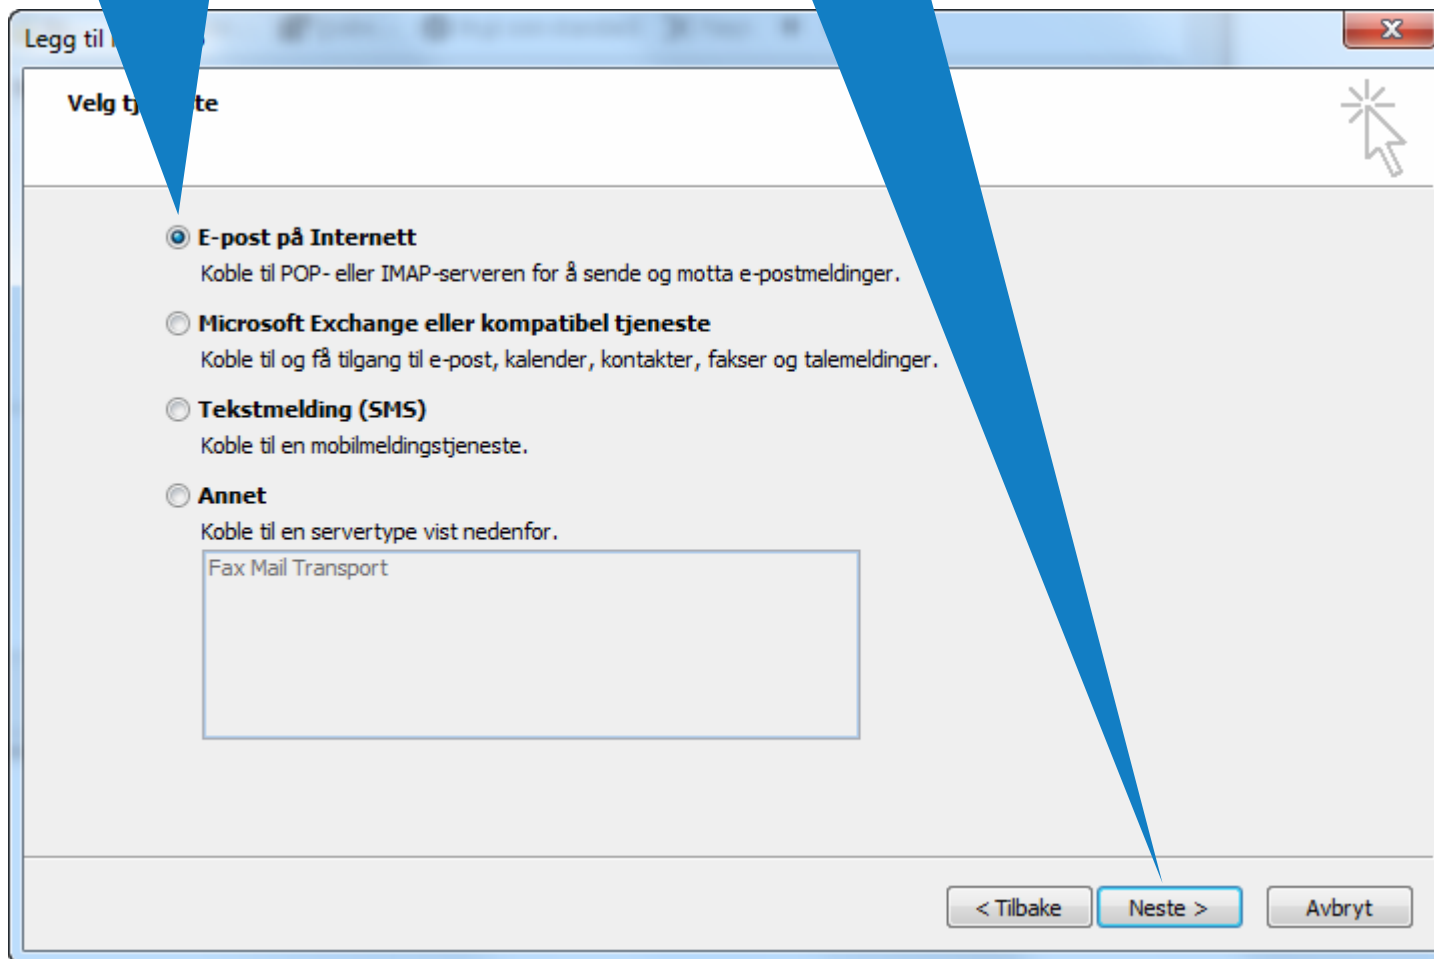 Legg til
Velg tj te
E-post på Internett
Koble til POP- eller IMAP-serveren for å sende og motta e-postmeldinger.
Microsoft Exchange eller kompatibel tjeneste
Koble til og få tilgang til e-post, kalender, kontakter, fakser og talemeldinger.
Tekstmelding (SMS)
Koble til en mobilmeldingstjeneste.
Annet
Koble til en servertype vist nedenfor.
Fax Mail Transport
< Tilbake
Neste >
Avbryt